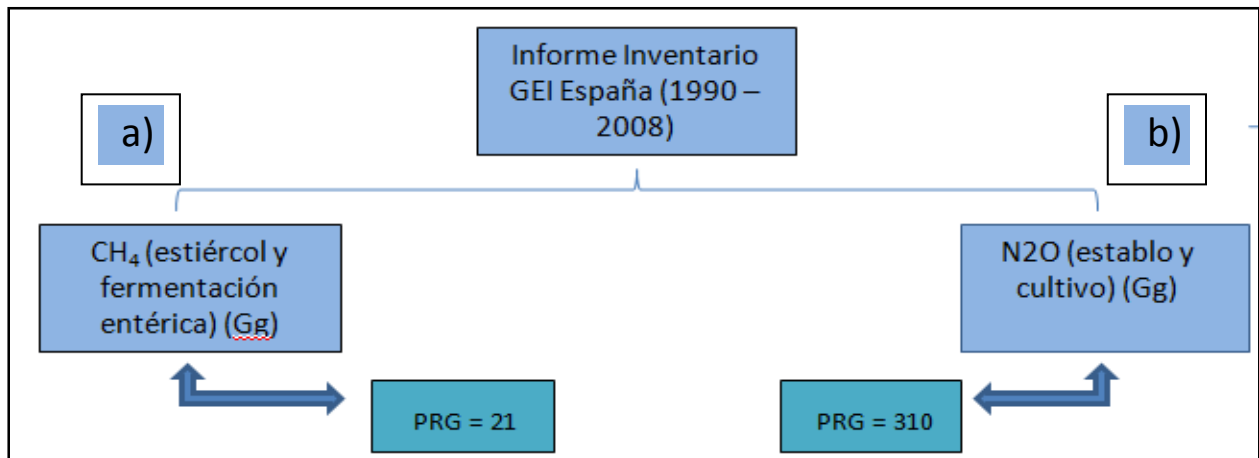 Informe Inventario
GEI España (1990 –
2008)
a)
b)
CH₄ (estiércol y
fermentación
entérica) (Gg)
N2O (establo y
cultivo) (Gg)
PRG = 21
PRG = 310